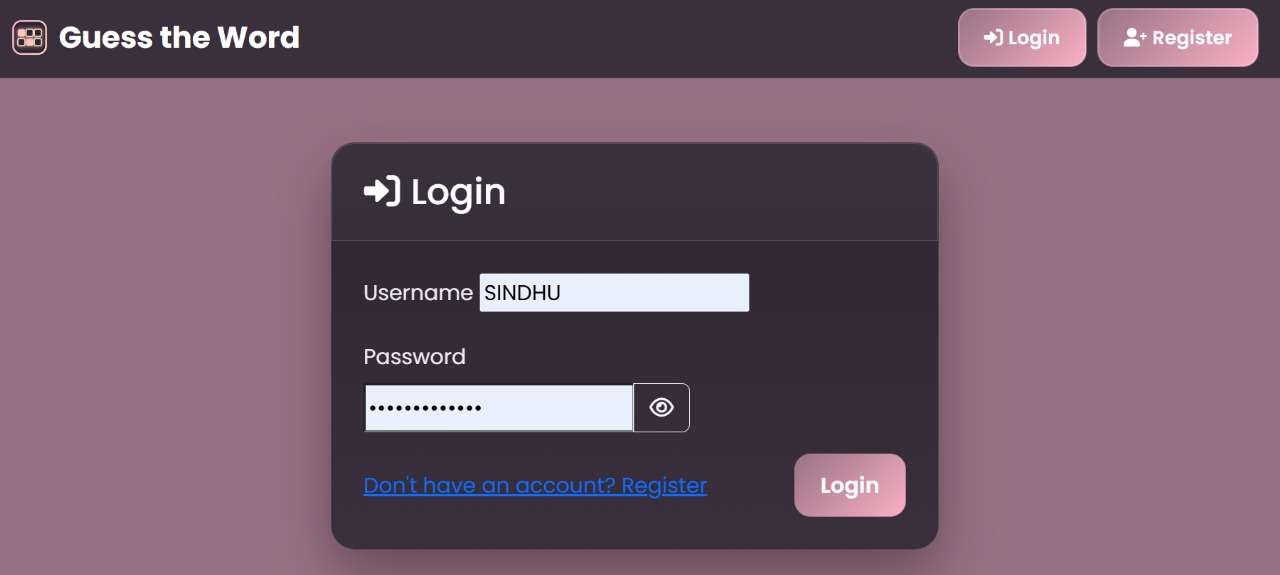 Guess the Word
Login
Register
Login
Username SINDHU
Password
•••••••••••••
Don't have an account? Register
Login